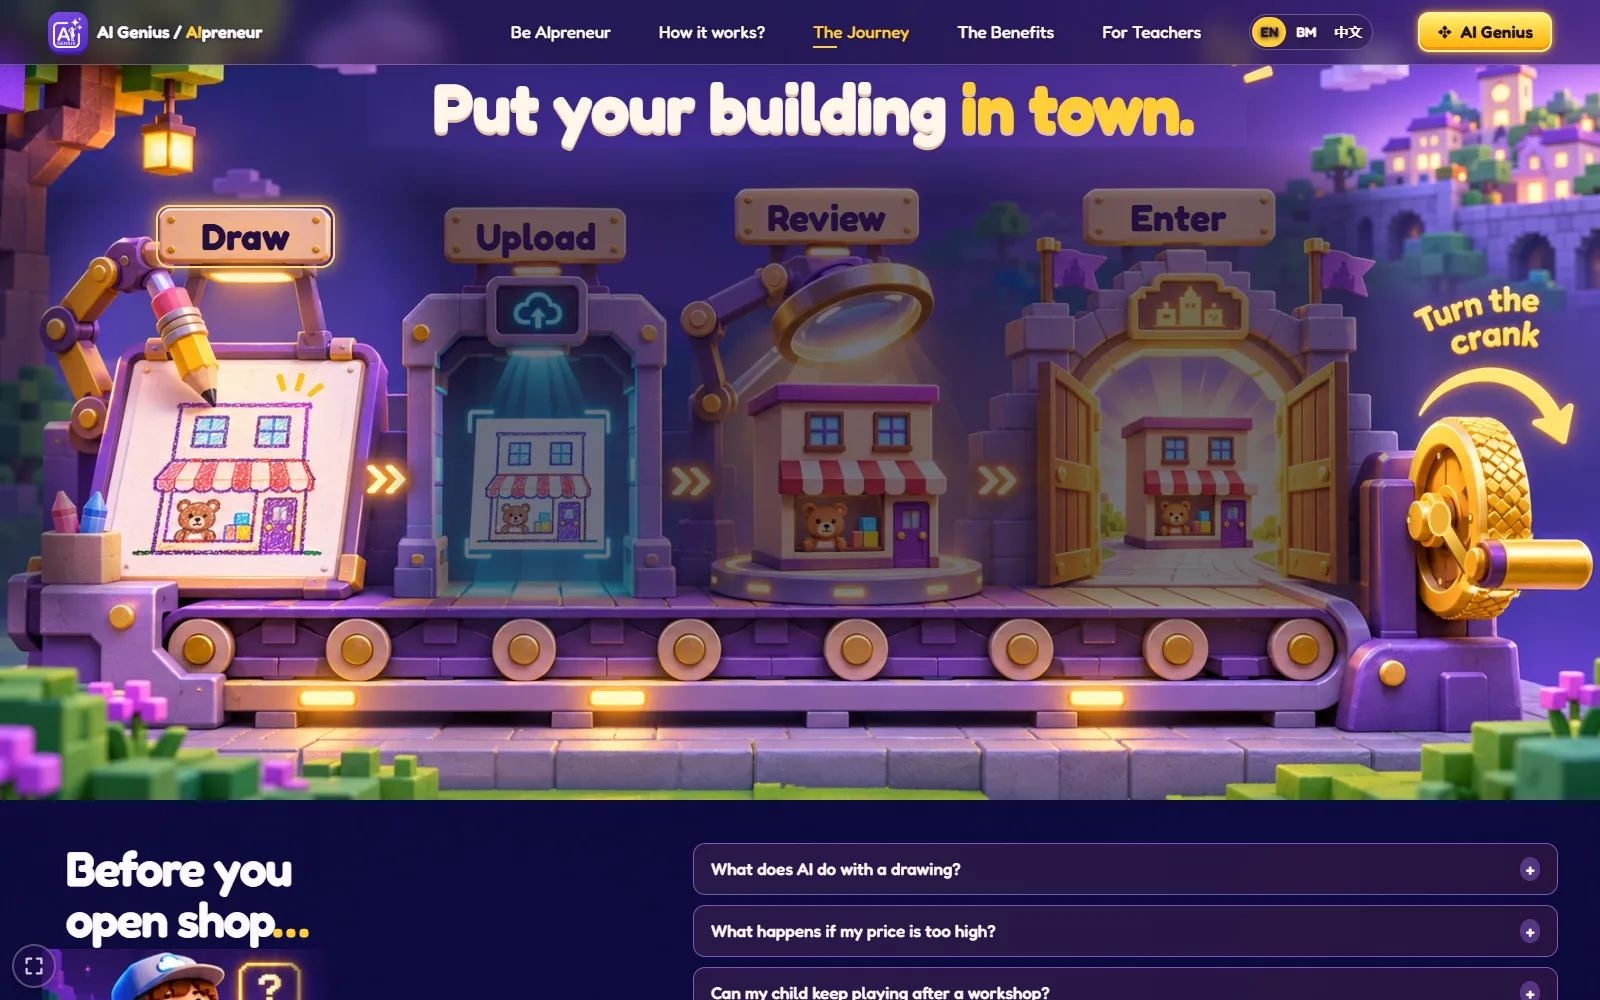 AI GENIUS
AI Genius / AIpreneur
Be AIpreneur
How it works?
The Journey
The Benefits
For Teachers
EN
BM
中文
AI Genius
Put your building in town.
Draw
Upload
Review
Enter
Turn the
crank
Before you
open shop...
?
What does AI do with a drawing?
+
What happens if my price is too high?
+
Can my child keep playing after a workshop?
+